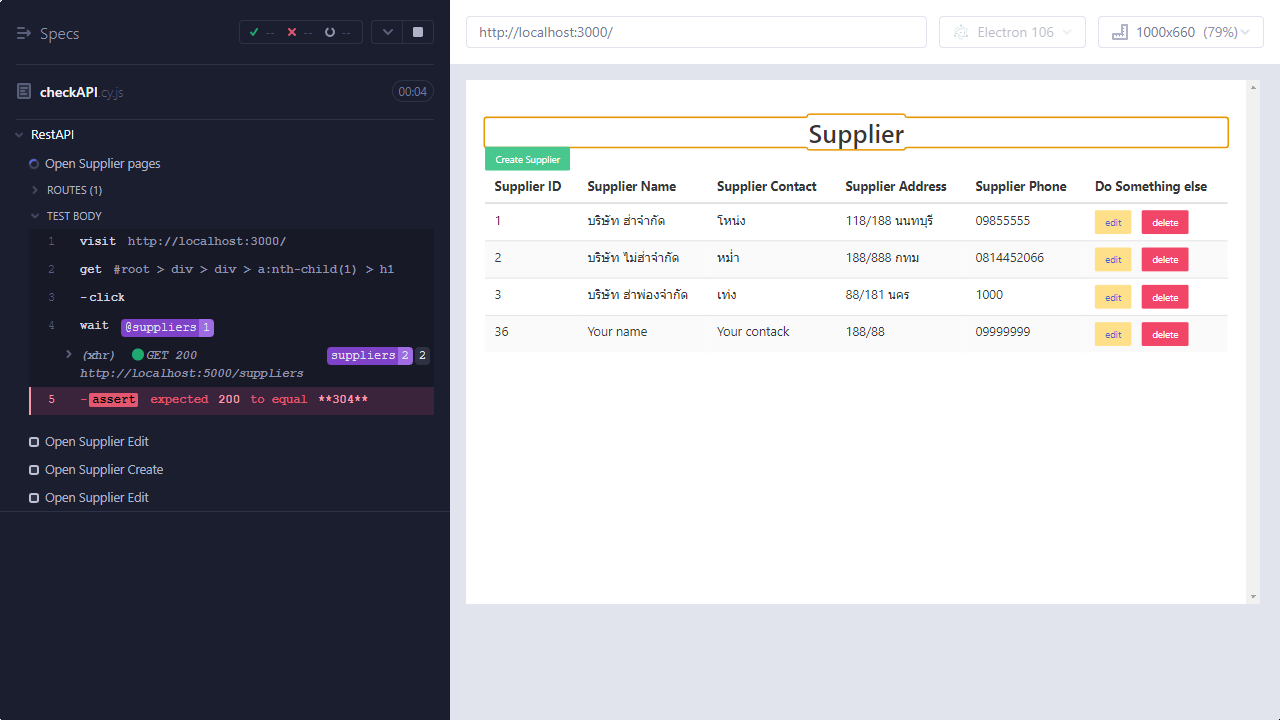 Specs
-- -- --
checkAPI.cy.js 00:04
RestAPI
Open Supplier pages
ROUTES (1)
TEST BODY
1 visit http://localhost:3000/
2 get #root > div > div > a:nth-child(1) > h1
3 -click
4 wait @suppliers 1
(xhr) GET 200 suppliers 2 2
http://localhost:5000/suppliers
5 -assert expected 200 to equal **304**
Open Supplier Edit
Open Supplier Create
Open Supplier Edit
http://localhost:3000/ Electron 106 1000x660 (79%)
Supplier
Create Supplier
Supplier ID Supplier Name Supplier Contact Supplier Address Supplier Phone Do Something else
1 บริษัท ฮ่าจำกัด โหน่ง 118/188 นนทบุรี 09855555 edit delete
2 บริษัท ไม่ฮ่าจำกัด หม่ำ 188/888 กทม 0814452066 edit delete
3 บริษัท ฮ่าฟองจำกัด เท่ง 88/181 นคร 1000 edit delete
36 Your name Your contack 188/88 09999999 edit delete